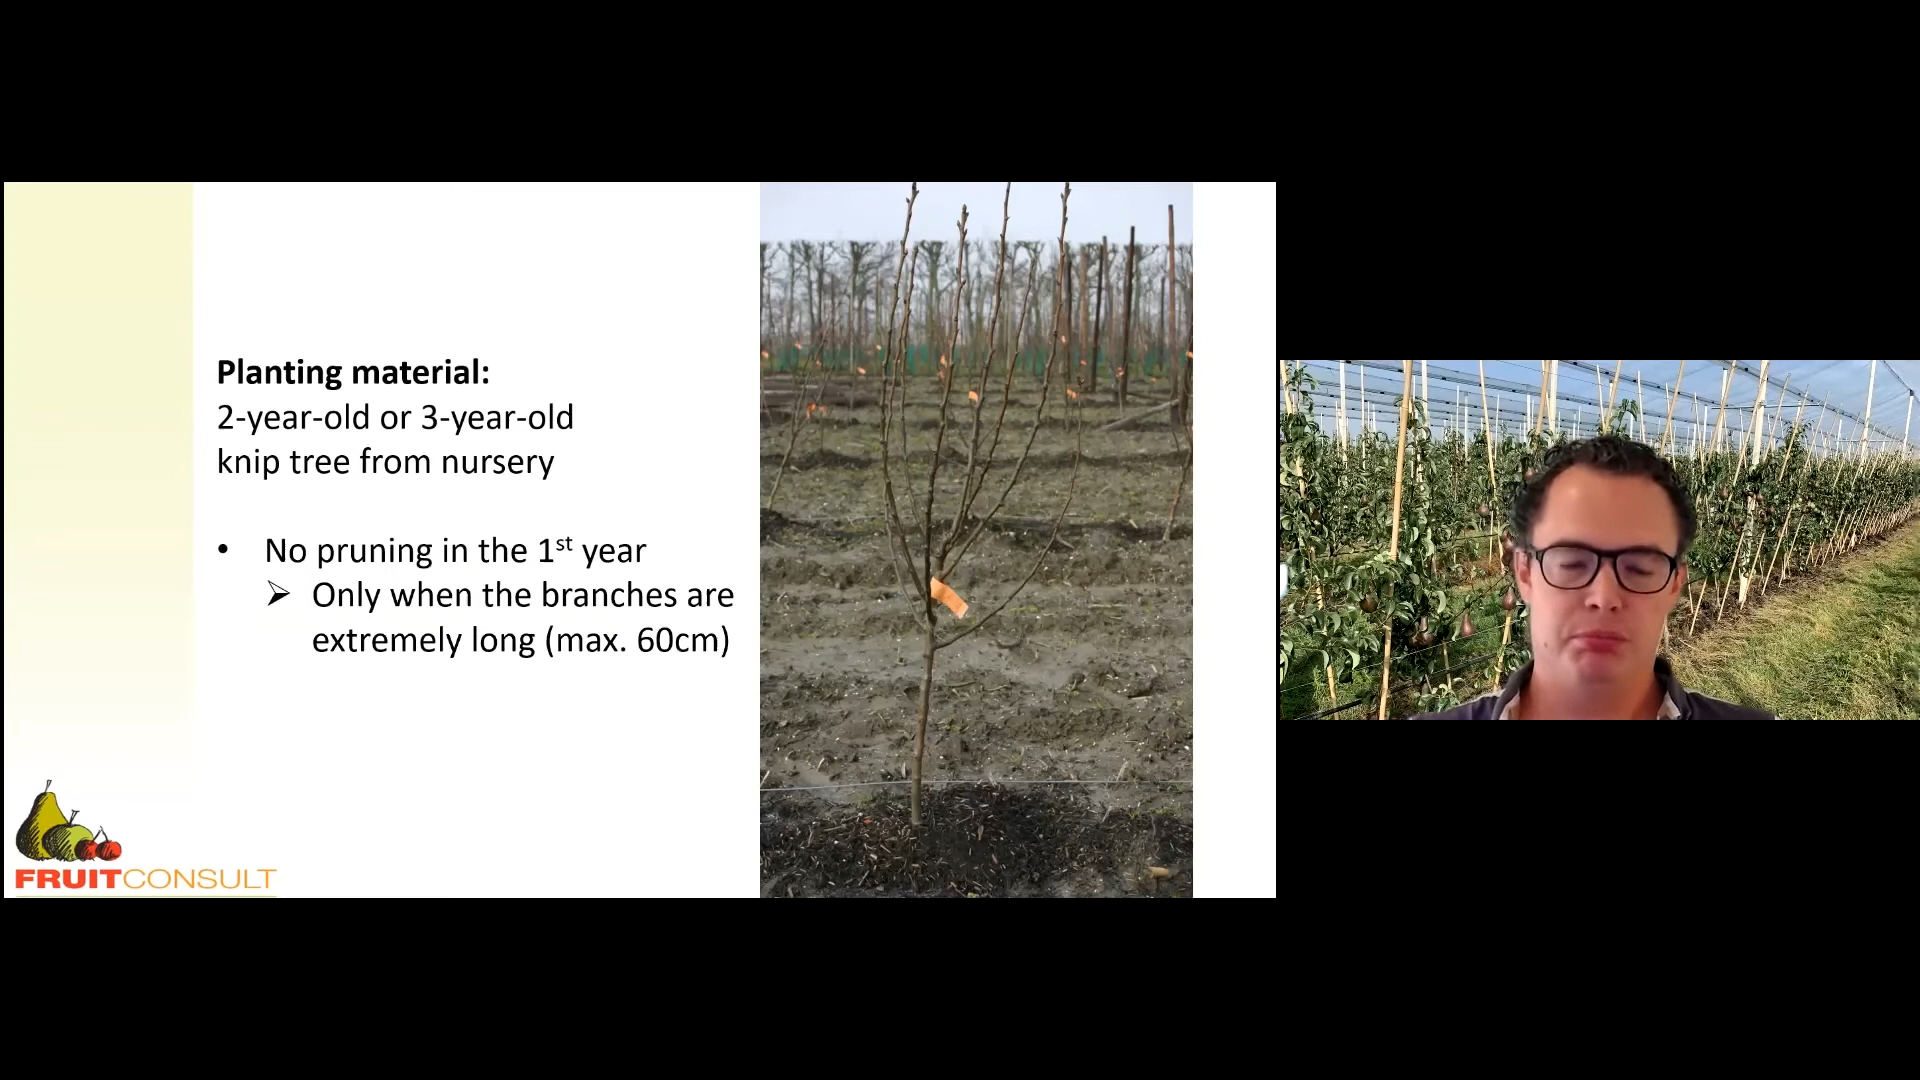 Planting material:
2-year-old or 3-year-old
knip tree from nursery
• No pruning in the 1st year
➢ Only when the branches are
extremely long (max. 60cm)
FRUITCONSULT